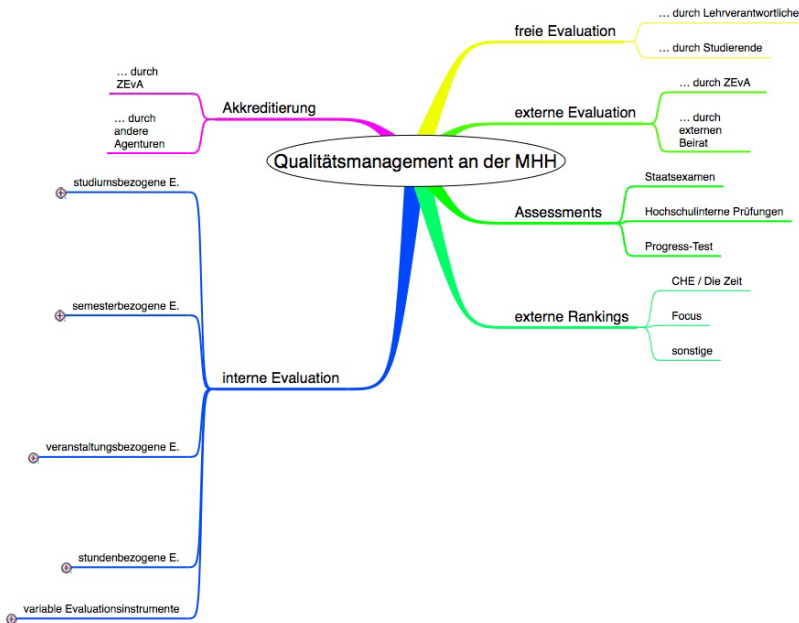 Qualitätsmanagement an der MHH
freie Evaluation
... durch Lehrverantwortliche
... durch Studierende
externe Evaluation
... durch ZEvA
... durch
externen
Beirat
Assessments
Staatsexamen
Hochschulinterne Prüfungen
Progress-Test
externe Rankings
CHE / Die Zeit
Focus
sonstige
Akkreditierung
... durch
ZEvA
... durch
andere
Agenturen
interne Evaluation
studiumsbezogene E.
semesterbezogene E.
veranstaltungsbezogene E.
stundenbezogene E.
variable Evaluationsinstrumente